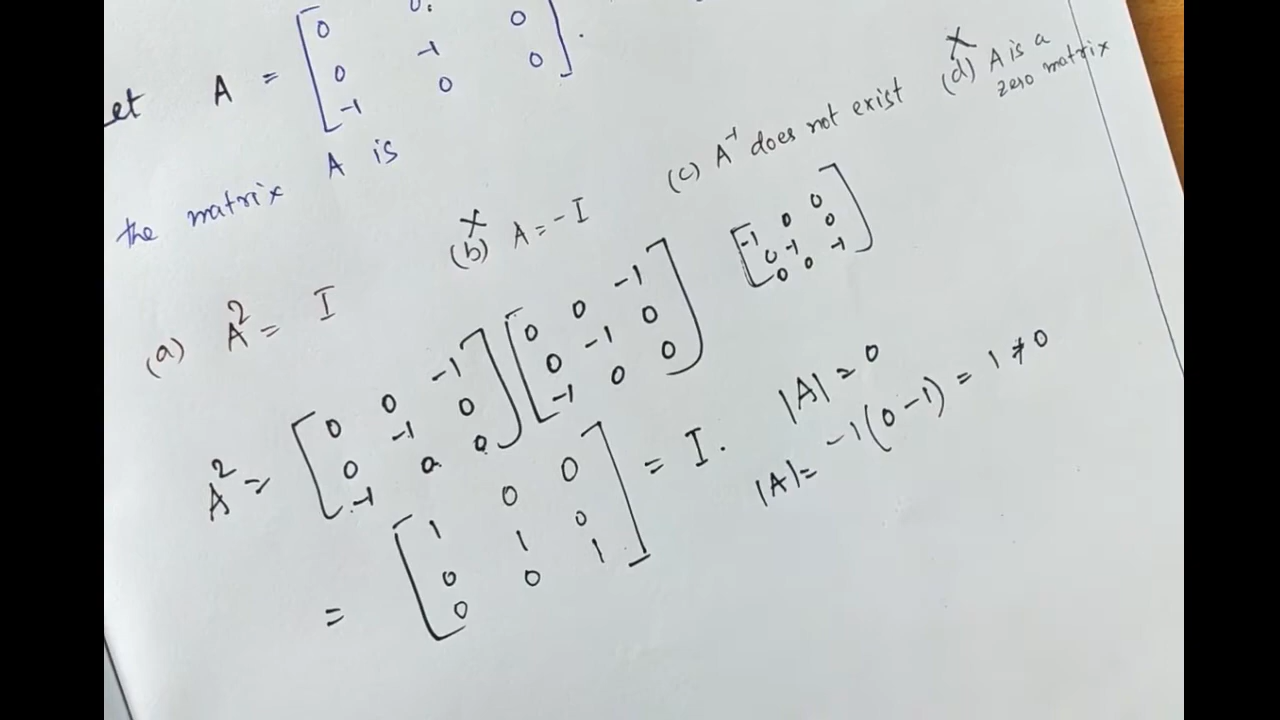 et A = [ 0 0
0 -1 0
-1 0 0 ] .
the matrix A is
(a) A² = I
X (b) A = -I
(c) A⁻¹ does not exist
X (d) A is a
zero matrix
[ -1 0 0
0 -1 0
0 0 -1 ]
A² = [ 0 0 -1 ] [ 0 0 -1 ]
[ 0 -1 0 ] [ 0 -1 0 ]
[ -1 0 0 ] [ -1 0 0 ]
= [ 1 0 0
0 1 0
0 0 1 ] = I.
|A| = 0
|A| = -1(0-1) = 1 ≠ 0